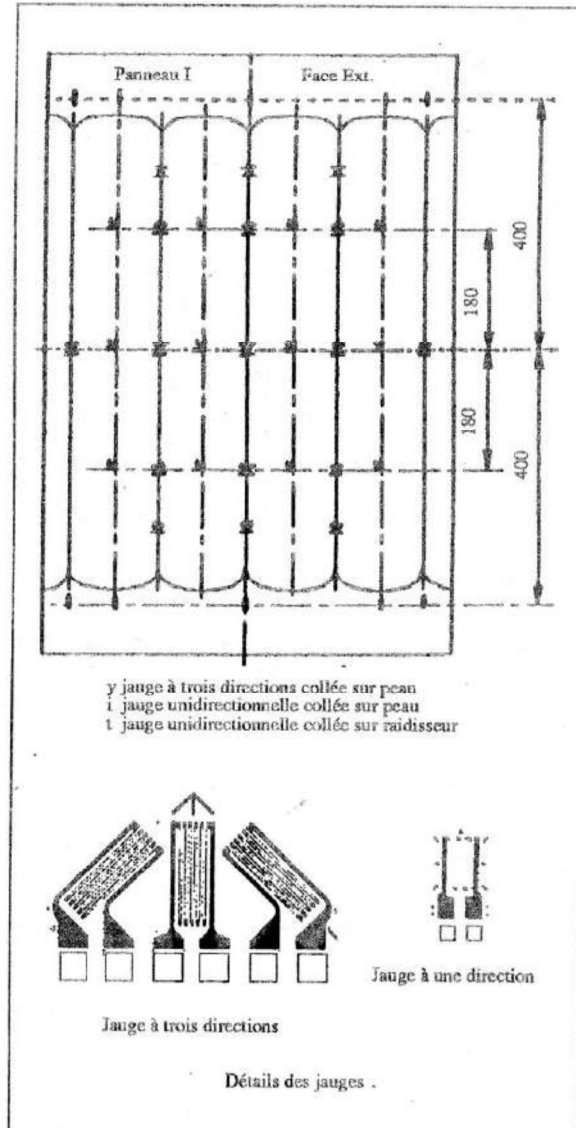 Panneau I Face Ext.
400
180
180
400
y jauge à trois directions collée sur peau
i jauge unidirectionnelle collée sur peau
t jauge unidirectionnelle collée sur raidisseur
Jauge à une direction
Jauge à trois directions
Détails des jauges .